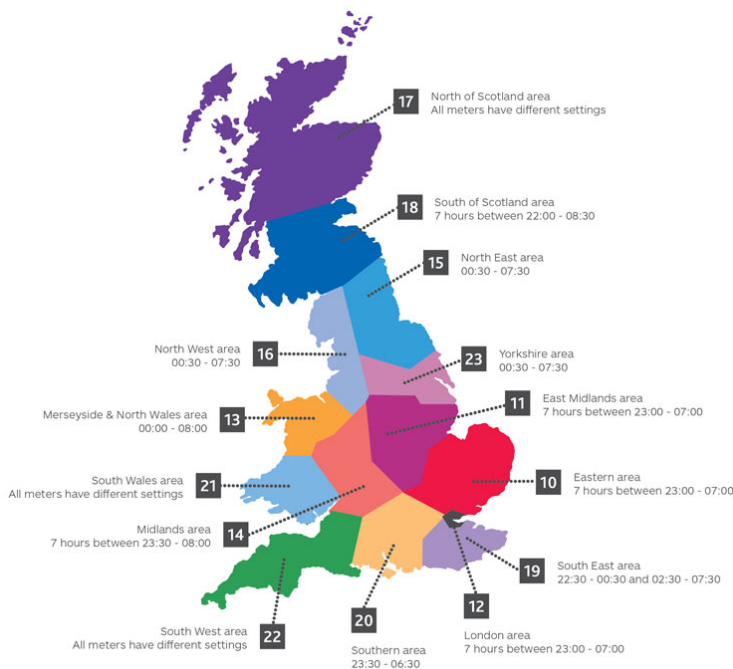 17
North of Scotland area
All meters have different settings
18
South of Scotland area
7 hours between 22:00 - 08:30
15
North East area
00:30 - 07:30
North West area
00:30 - 07:30
16
23
Yorkshire area
00:30 - 07:30
11
East Midlands area
7 hours between 23:00 - 07:00
Merseyside & North Wales area
00:00 - 08:00
13
10
Eastern area
7 hours between 23:00 - 07:00
South Wales area
All meters have different settings
21
Midlands area
7 hours between 23:30 - 08:00
14
19
South East area
22:30 - 00:30 and 02:30 - 07:30
12
London area
7 hours between 23:00 - 07:00
20
Southern area
23:30 - 06:30
South West area
All meters have different settings
22